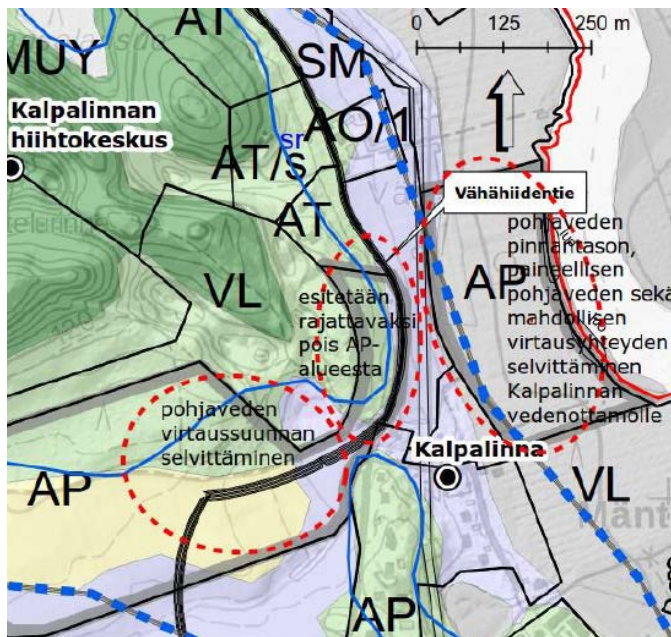 AT
0 125 250 m
MUY
SM
Kalpalinnan
hiihtokeskus
sr
AO/1
AT/s
Vähähiidentie
AT
pohjaveden
pinnantason,
paineellisen
pohjaveden sekä
mahdollisen
virtausyhteyden
selvittäminen
Kalpalinnan
vedenottamolle
AP
VL
esitetään
rajattavaksi
pois AP-
alueesta
pohjaveden
virtaussuunnan
selvittäminen
Kalpalinna
AP
VL
Mänt
AP